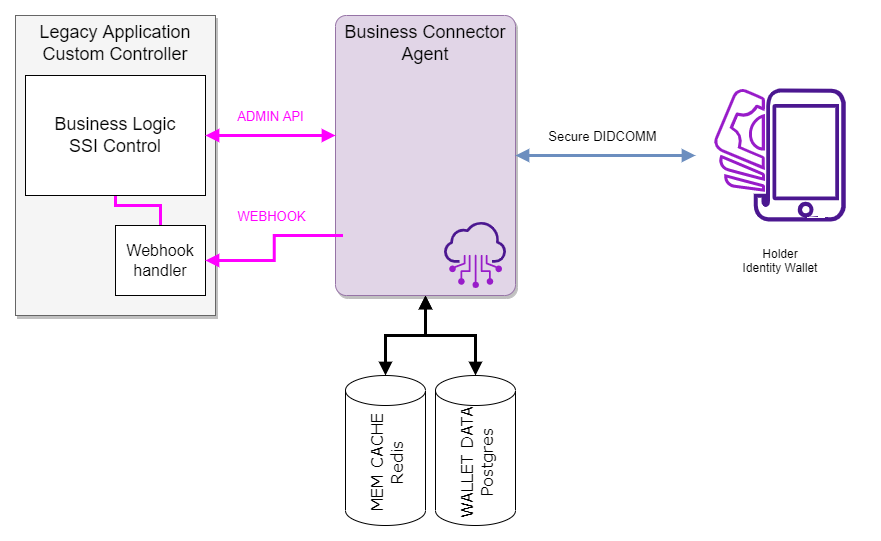 Legacy Application
Custom Controller
Business Logic
SSI Control
Webhook
handler
ADMIN API
WEBHOOK
Business Connector
Agent
Secure DIDCOMM
Holder
Identity Wallet
MEM CACHE
Redis
WALLET DATA
Postgres